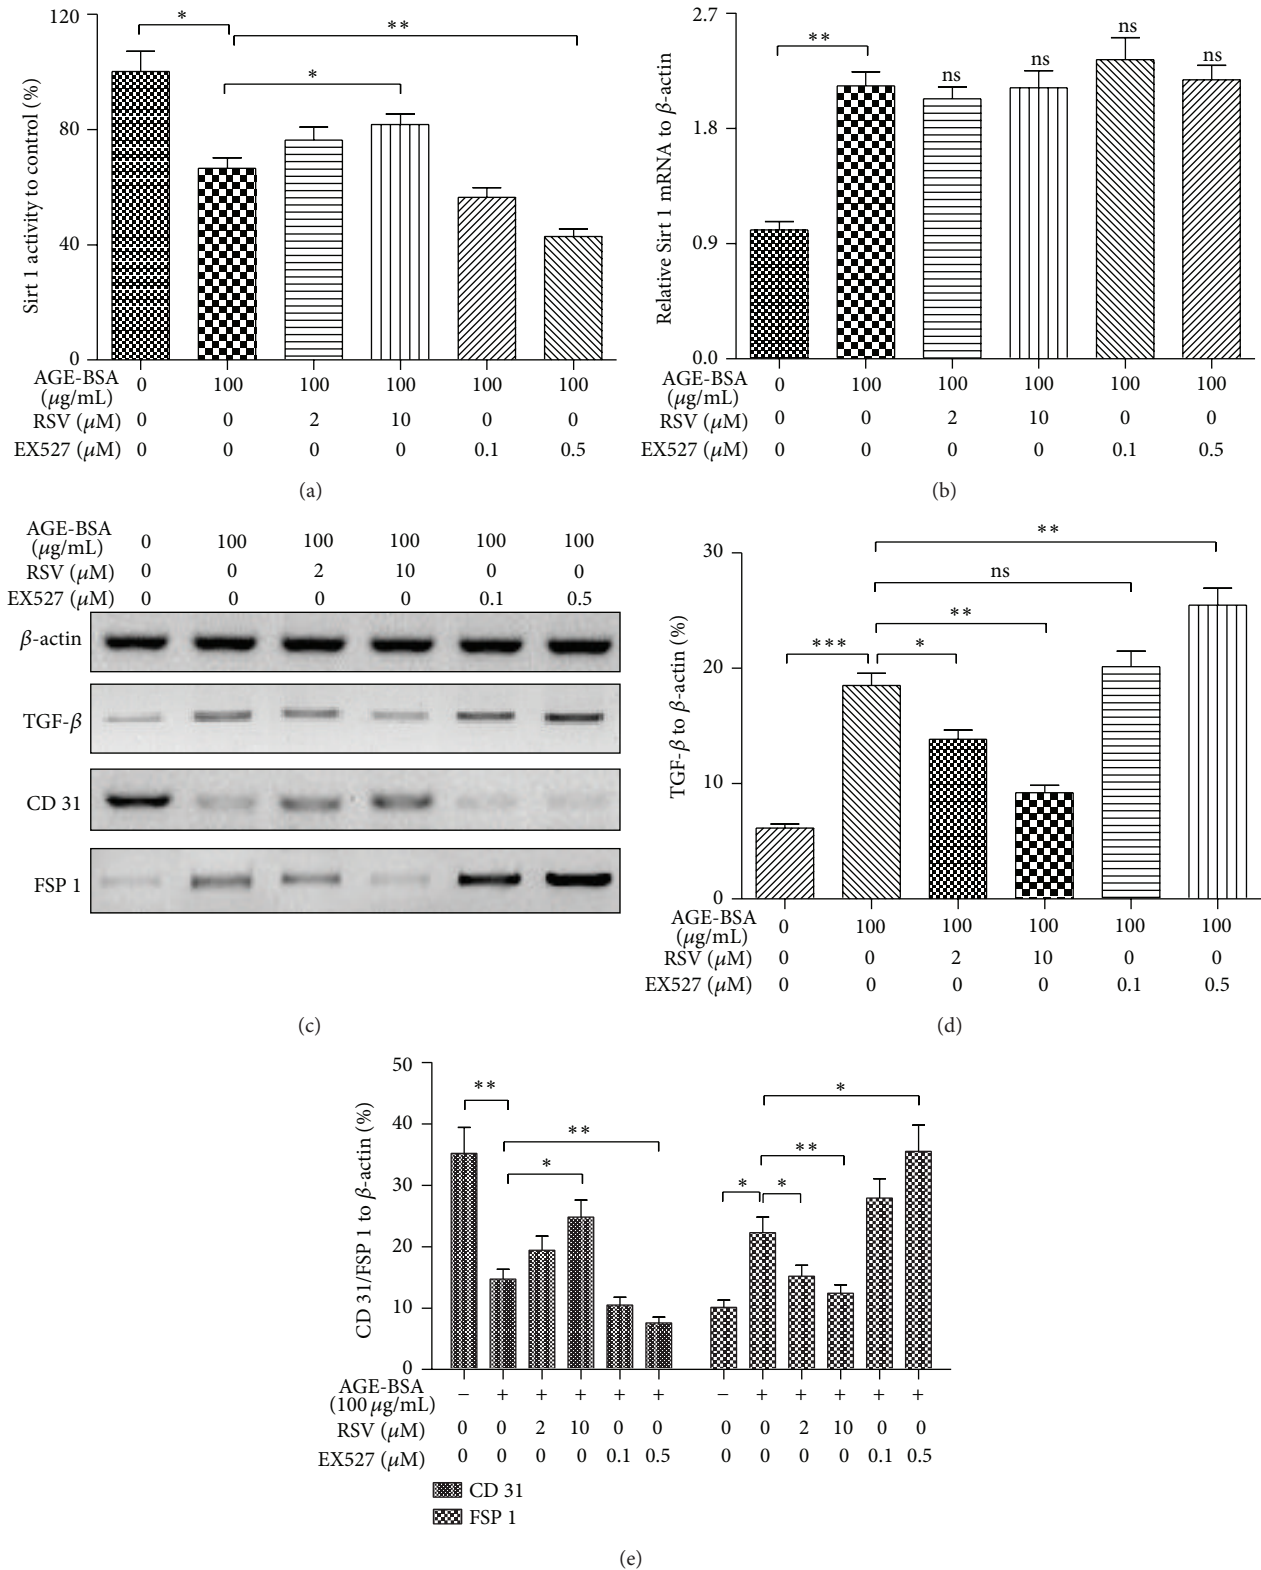 120
80
40
0
Sirt 1 activity to control (%)
*
**
*
AGE-BSA (μg/mL) 0 100 100 100 100 100
RSV (μM) 0 0 2 10 0 0
EX527 (μM) 0 0 0 0 0.1 0.5
(a)
2.7
1.8
0.9
0.0
Relative Sirt 1 mRNA to β-actin
**
ns
ns
ns
ns
AGE-BSA (μg/mL) 0 100 100 100 100 100
RSV (μM) 0 0 2 10 0 0
EX527 (μM) 0 0 0 0 0.1 0.5
(b)
AGE-BSA (μg/mL) 0 100 100 100 100 100
RSV (μM) 0 0 2 10 0 0
EX527 (μM) 0 0 0 0 0.1 0.5
β-actin
TGF-β
CD 31
FSP 1
(c)
30
20
10
0
TGF-β to β-actin (%)
**
ns
**
***
*
AGE-BSA (μg/mL) 0 100 100 100 100 100
RSV (μM) 0 0 2 10 0 0
EX527 (μM) 0 0 0 0 0.1 0.5
(d)
50
40
30
20
10
0
CD 31/FSP 1 to β-actin (%)
**
**
*
*
**
*
*
AGE-BSA (100 μg/mL) − + + + + + − + + + + +
RSV (μM) 0 0 2 10 0 0 0 0 2 10 0 0
EX527 (μM) 0 0 0 0 0.1 0.5 0 0 0 0 0.1 0.5
CD 31
FSP 1
(e)